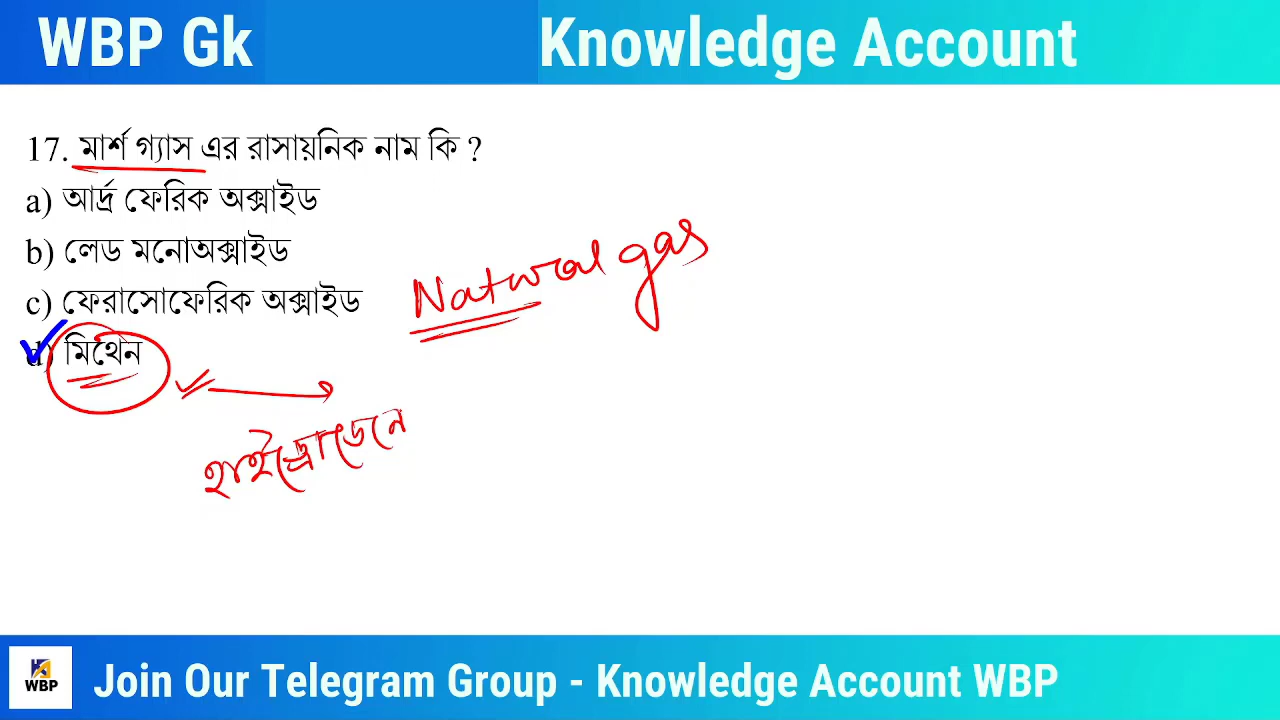 WBP Gk Knowledge Account
17. মার্শ গ্যাস এর রাসায়নিক নাম কি ?
a) আর্দ্র ফেরিক অক্সাইড
b) লেড মনোঅক্সাইড
c) ফেরাসোফেরিক অক্সাইড
Natural gas
d) মিথেন
হাইড্রোডেনে
WBP
Join Our Telegram Group - Knowledge Account WBP